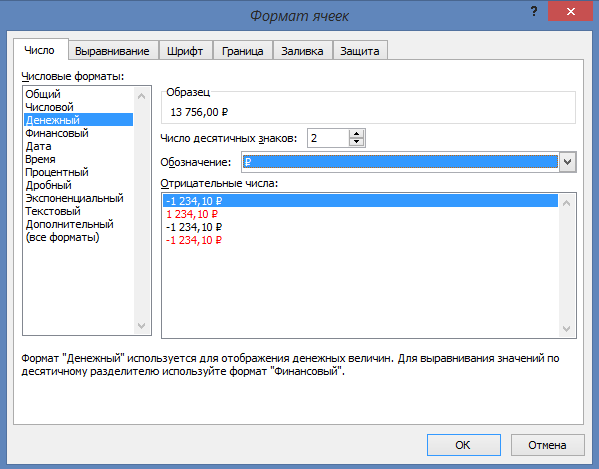 Формат ячеек
?
Число Выравнивание Шрифт Граница Заливка Защита
Числовые форматы:
Общий
Числовой
Денежный
Финансовый
Дата
Время
Процентный
Дробный
Экспоненциальный
Текстовый
Дополнительный
(все форматы)
Образец
13 756,00 ₽
Число десятичных знаков: 2
Обозначение: ₽
Отрицательные числа:
-1 234,10 ₽
1 234,10 ₽
-1 234,10 ₽
-1 234,10 ₽
Формат "Денежный" используется для отображения денежных величин. Для выравнивания значений по
десятичному разделителю используйте формат "Финансовый".
ОК Отмена